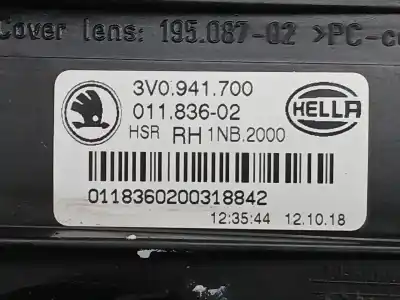 Cover lens: 195.087-02 >PC-c
3V0.941.700
011.836-02
HELLA
HSR RH 1NB.2000
0118360200318842
12:35:44 12.10.18